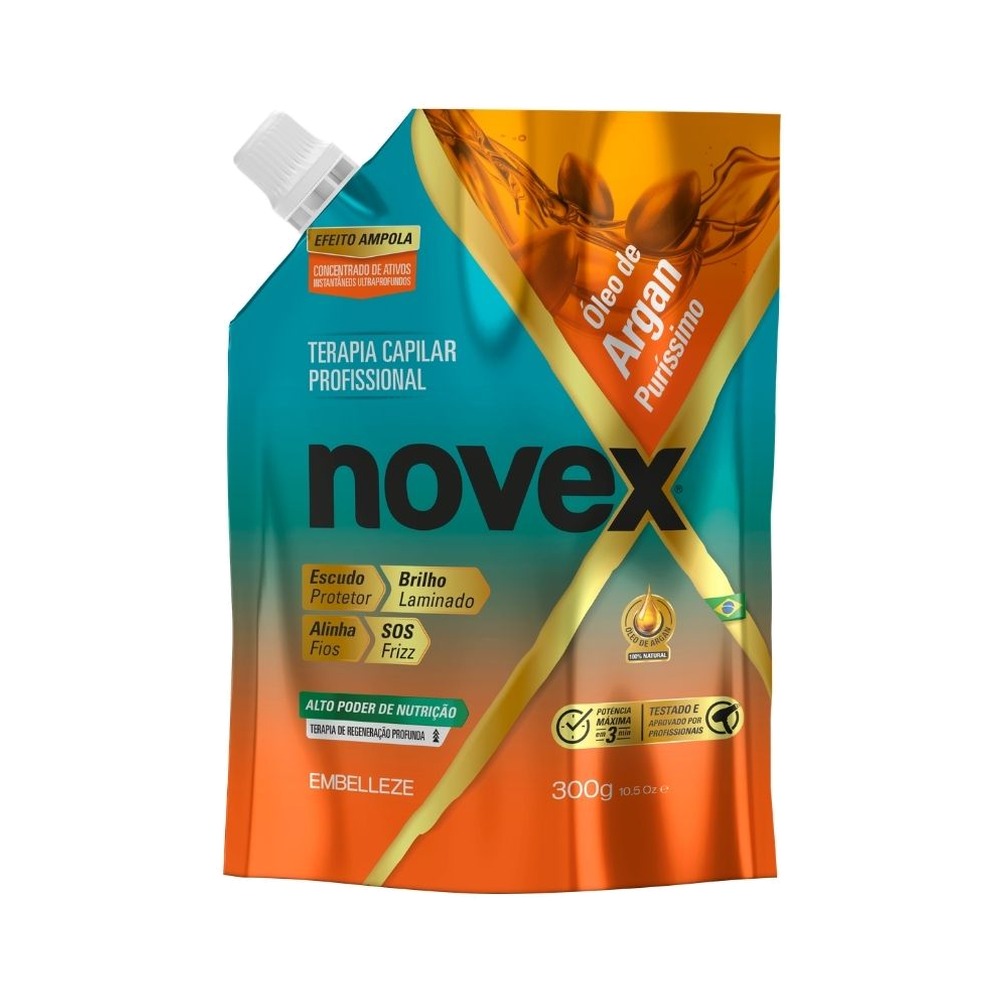 EFEITO AMPOLA
CONCENTRADO DE ATIVOS
INSTANTÂNEOS ULTRAPROFUNDOS
Óleo de
Argan
Puríssimo
TERAPIA CAPILAR
PROFISSIONAL
novex®
Escudo
Protetor
Brilho
Laminado
Alinha
Fios
SOS
Frizz
ÓLEO DE ARGAN
100% NATURAL
ALTO PODER DE NUTRIÇÃO
TERAPIA DE REGENERAÇÃO PROFUNDA
POTÊNCIA
MÁXIMA
em 3 min
TESTADO E
APROVADO POR
PROFISSIONAIS
EMBELLEZE
300g 10.5 Oz e